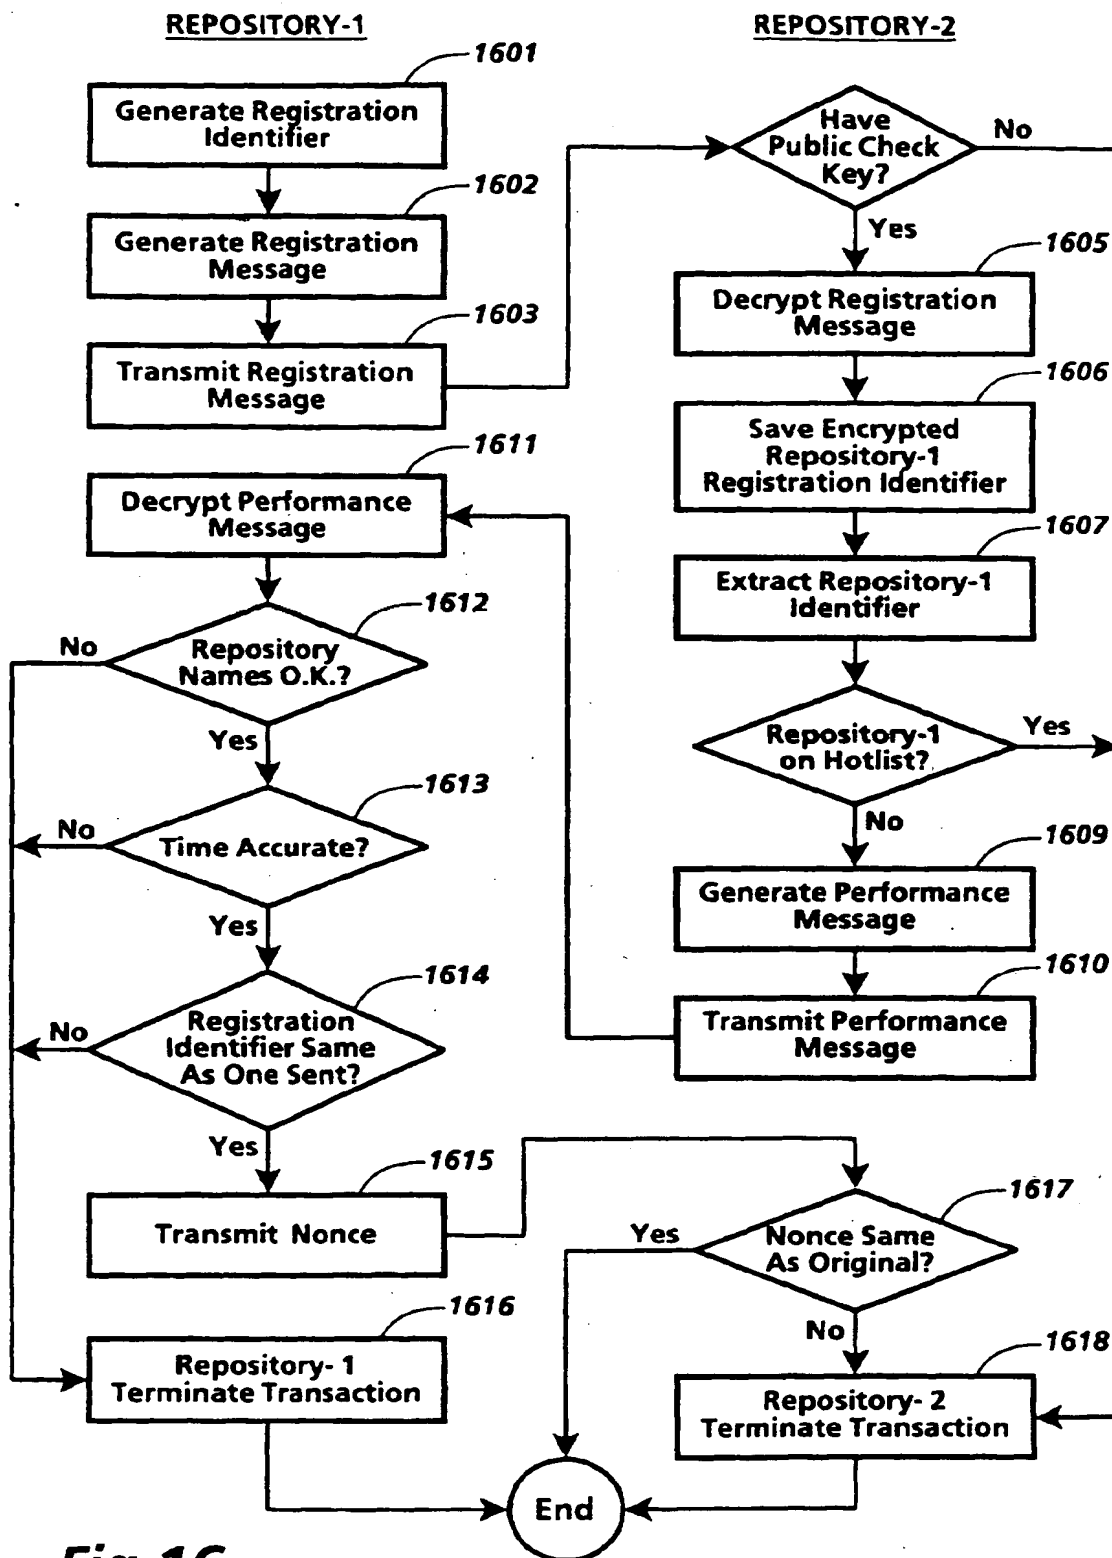 REPOSITORY-1
1601
Generate Registration
Identifier
1602
Generate Registration
Message
1603
Transmit Registration
Message
1611
Decrypt Performance
Message
1612
No
Repository
Names O.K.?
Yes
1613
No
Time Accurate?
Yes
1614
No
Registration
Identifier Same
As One Sent?
Yes
1615
Transmit Nonce
1616
Repository- 1
Terminate Transaction
REPOSITORY-2
Have
Public Check
Key?
No
Yes
1605
Decrypt Registration
Message
1606
Save Encrypted
Repository-1
Registration Identifier
1607
Extract Repository-1
Identifier
Repository-1
on Hotlist?
Yes
No
1609
Generate Performance
Message
1610
Transmit Performance
Message
1617
Yes
Nonce Same
As Original?
No
1618
Repository- 2
Terminate Transaction
End